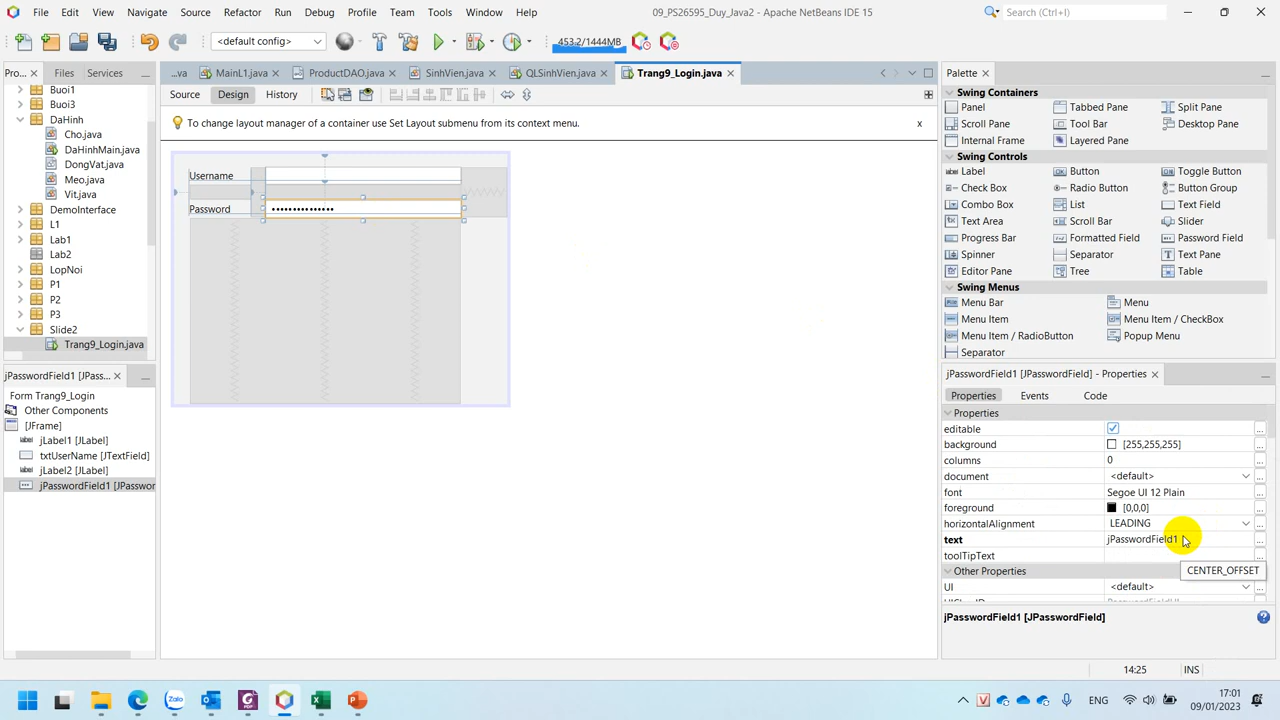 File Edit View Navigate Source Refactor Run Debug Profile Team Tools Window Help 09_PS26595_Duy_Java2 - Apache NetBeans IDE 15 Search (Ctrl+I)
<default config> 453.2/1444MB
Pro... Files Services ...va MainL1.java ProductDAO.java SinhVien.java QLSinhVien.java Trang9_Login.java
Source Design History
To change layout manager of a container use Set Layout submenu from its context menu. x
Buoi1
Buoi3
DaHinh
Cho.java
DaHinhMain.java
DongVat.java
Meo.java
Vit.java
DemoInterface
L1
Lab1
Lab2
LopNoi
P1
P2
P3
Slide2
Trang9_Login.java
jPasswordField1 [JPass...
Form Trang9_Login
Other Components
[JFrame]
jLabel1 [JLabel]
txtUserName [JTextField]
jLabel2 [JLabel]
jPasswordField1 [JPasswor
Username
Password
Palette
Swing Containers
Panel Tabbed Pane Split Pane
Scroll Pane Tool Bar Desktop Pane
Internal Frame Layered Pane
Swing Controls
Label Button Toggle Button
Check Box Radio Button Button Group
Combo Box List Text Field
Text Area Scroll Bar Slider
Progress Bar Formatted Field Password Field
Spinner Separator Text Pane
Editor Pane Tree Table
Swing Menus
Menu Bar Menu
Menu Item Menu Item / CheckBox
Menu Item / RadioButton Popup Menu
Separator
jPasswordField1 [JPasswordField] - Properties
Properties Events Code
Properties
editable ...
background [255,255,255] ...
columns 0 ...
document <default> ...
font Segoe UI 12 Plain ...
foreground [0,0,0] ...
horizontalAlignment LEADING ...
text jPasswordField1 ...
toolTipText ...
CENTER_OFFSET
Other Properties
UI <default> ...
jPasswordField1 [JPasswordField]
14:25 INS
ENG 17:01
09/01/2023